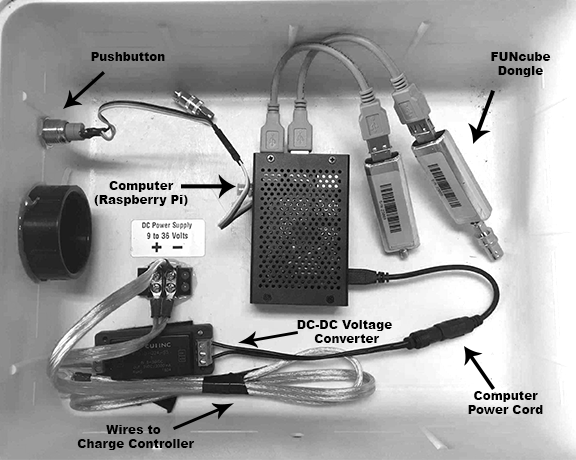 Pushbutton
FUNcube
Dongle
Computer
(Raspberry Pi)
DC Power Supply
9 to 36 Volts
+ −
DC-DC Voltage
Converter
Computer
Power Cord
Wires to
Charge Controller